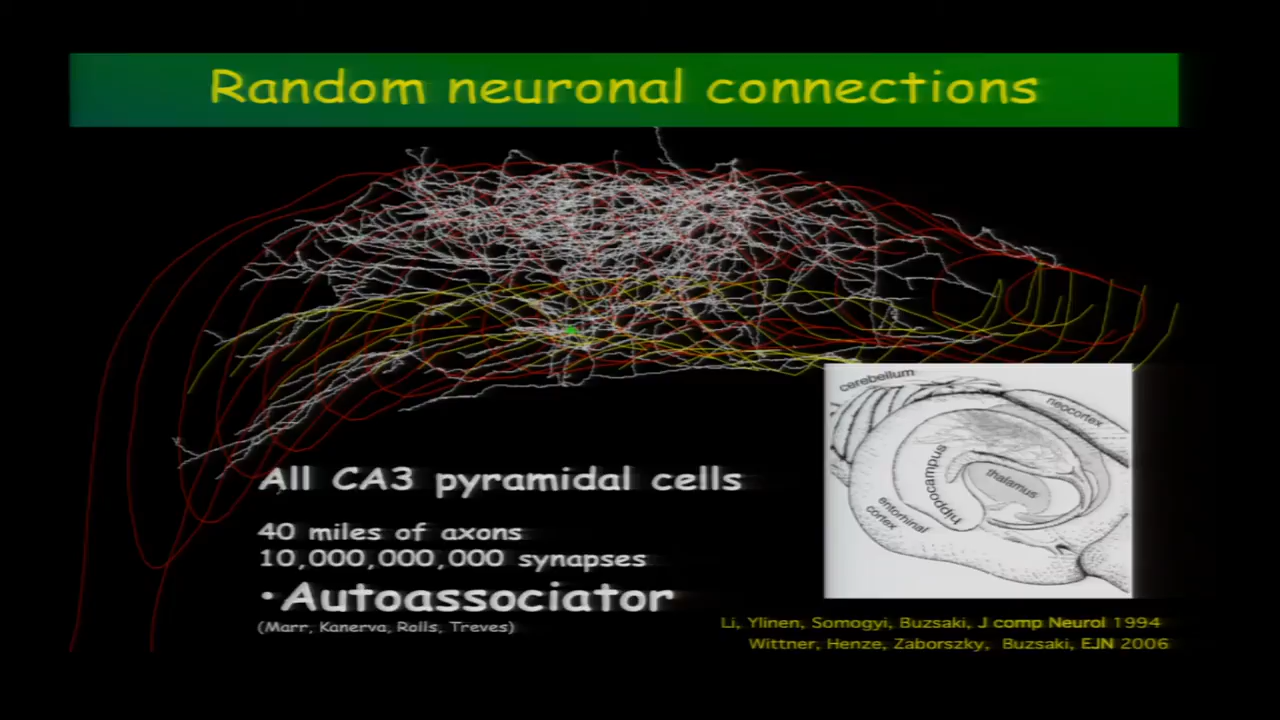 Random neuronal connections
cerebellum
neocortex
hippocampus
thalamus
entorhinal
cortex
All CA3 pyramidal cells
40 miles of axons
10,000,000,000 synapses
•Autoassociator
(Marr, Kanerva, Rolls, Treves)
Li, Ylinen, Somogyi, Buzsaki, J comp Neurol 1994
Wittner, Henze, Zaborszky, Buzsaki, EJN 2006